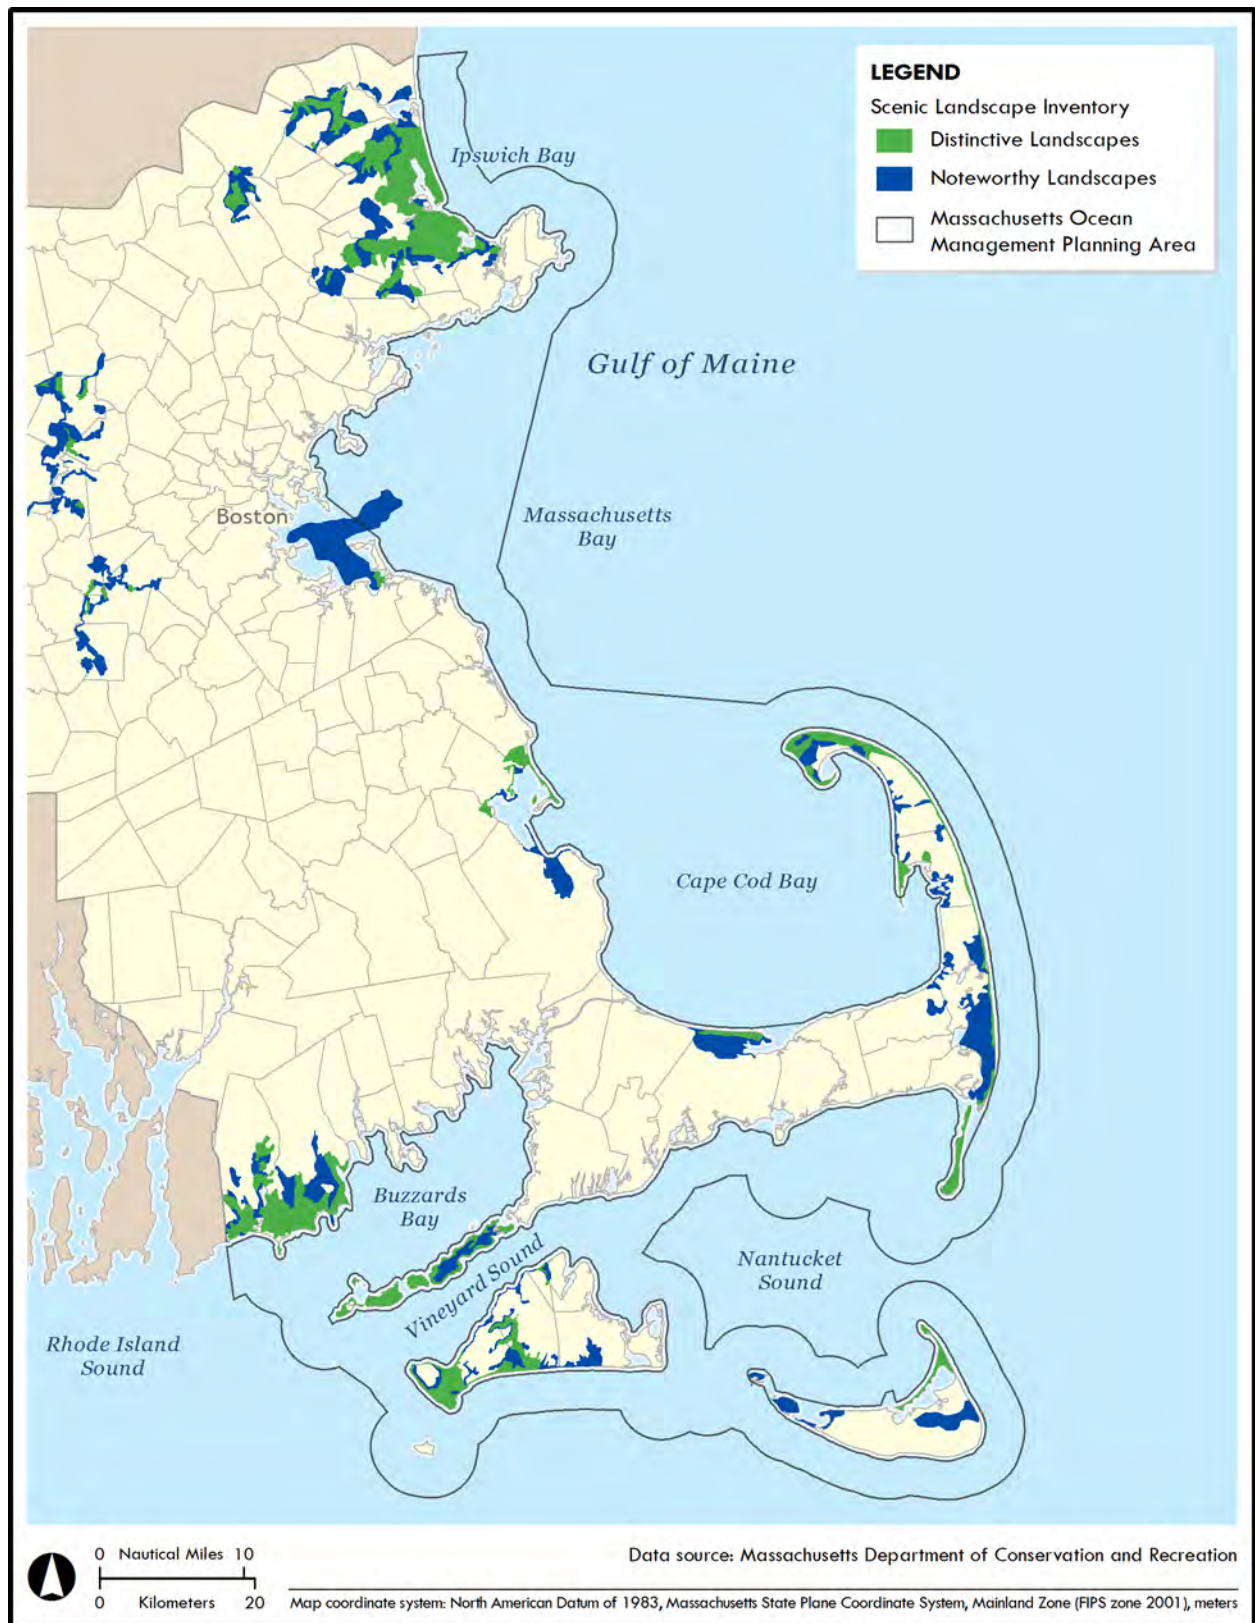 LEGEND
Scenic Landscape Inventory
Distinctive Landscapes
Noteworthy Landscapes
Massachusetts Ocean
Management Planning Area
Ipswich Bay
Gulf of Maine
Boston
Massachusetts
Bay
Cape Cod Bay
Buzzards
Bay
Vineyard Sound
Nantucket
Sound
Rhode Island
Sound
0 Nautical Miles 10
0 Kilometers 20
Data source: Massachusetts Department of Conservation and Recreation
Map coordinate system: North American Datum of 1983, Massachusetts State Plane Coordinate System, Mainland Zone (FIPS zone 2001), meters